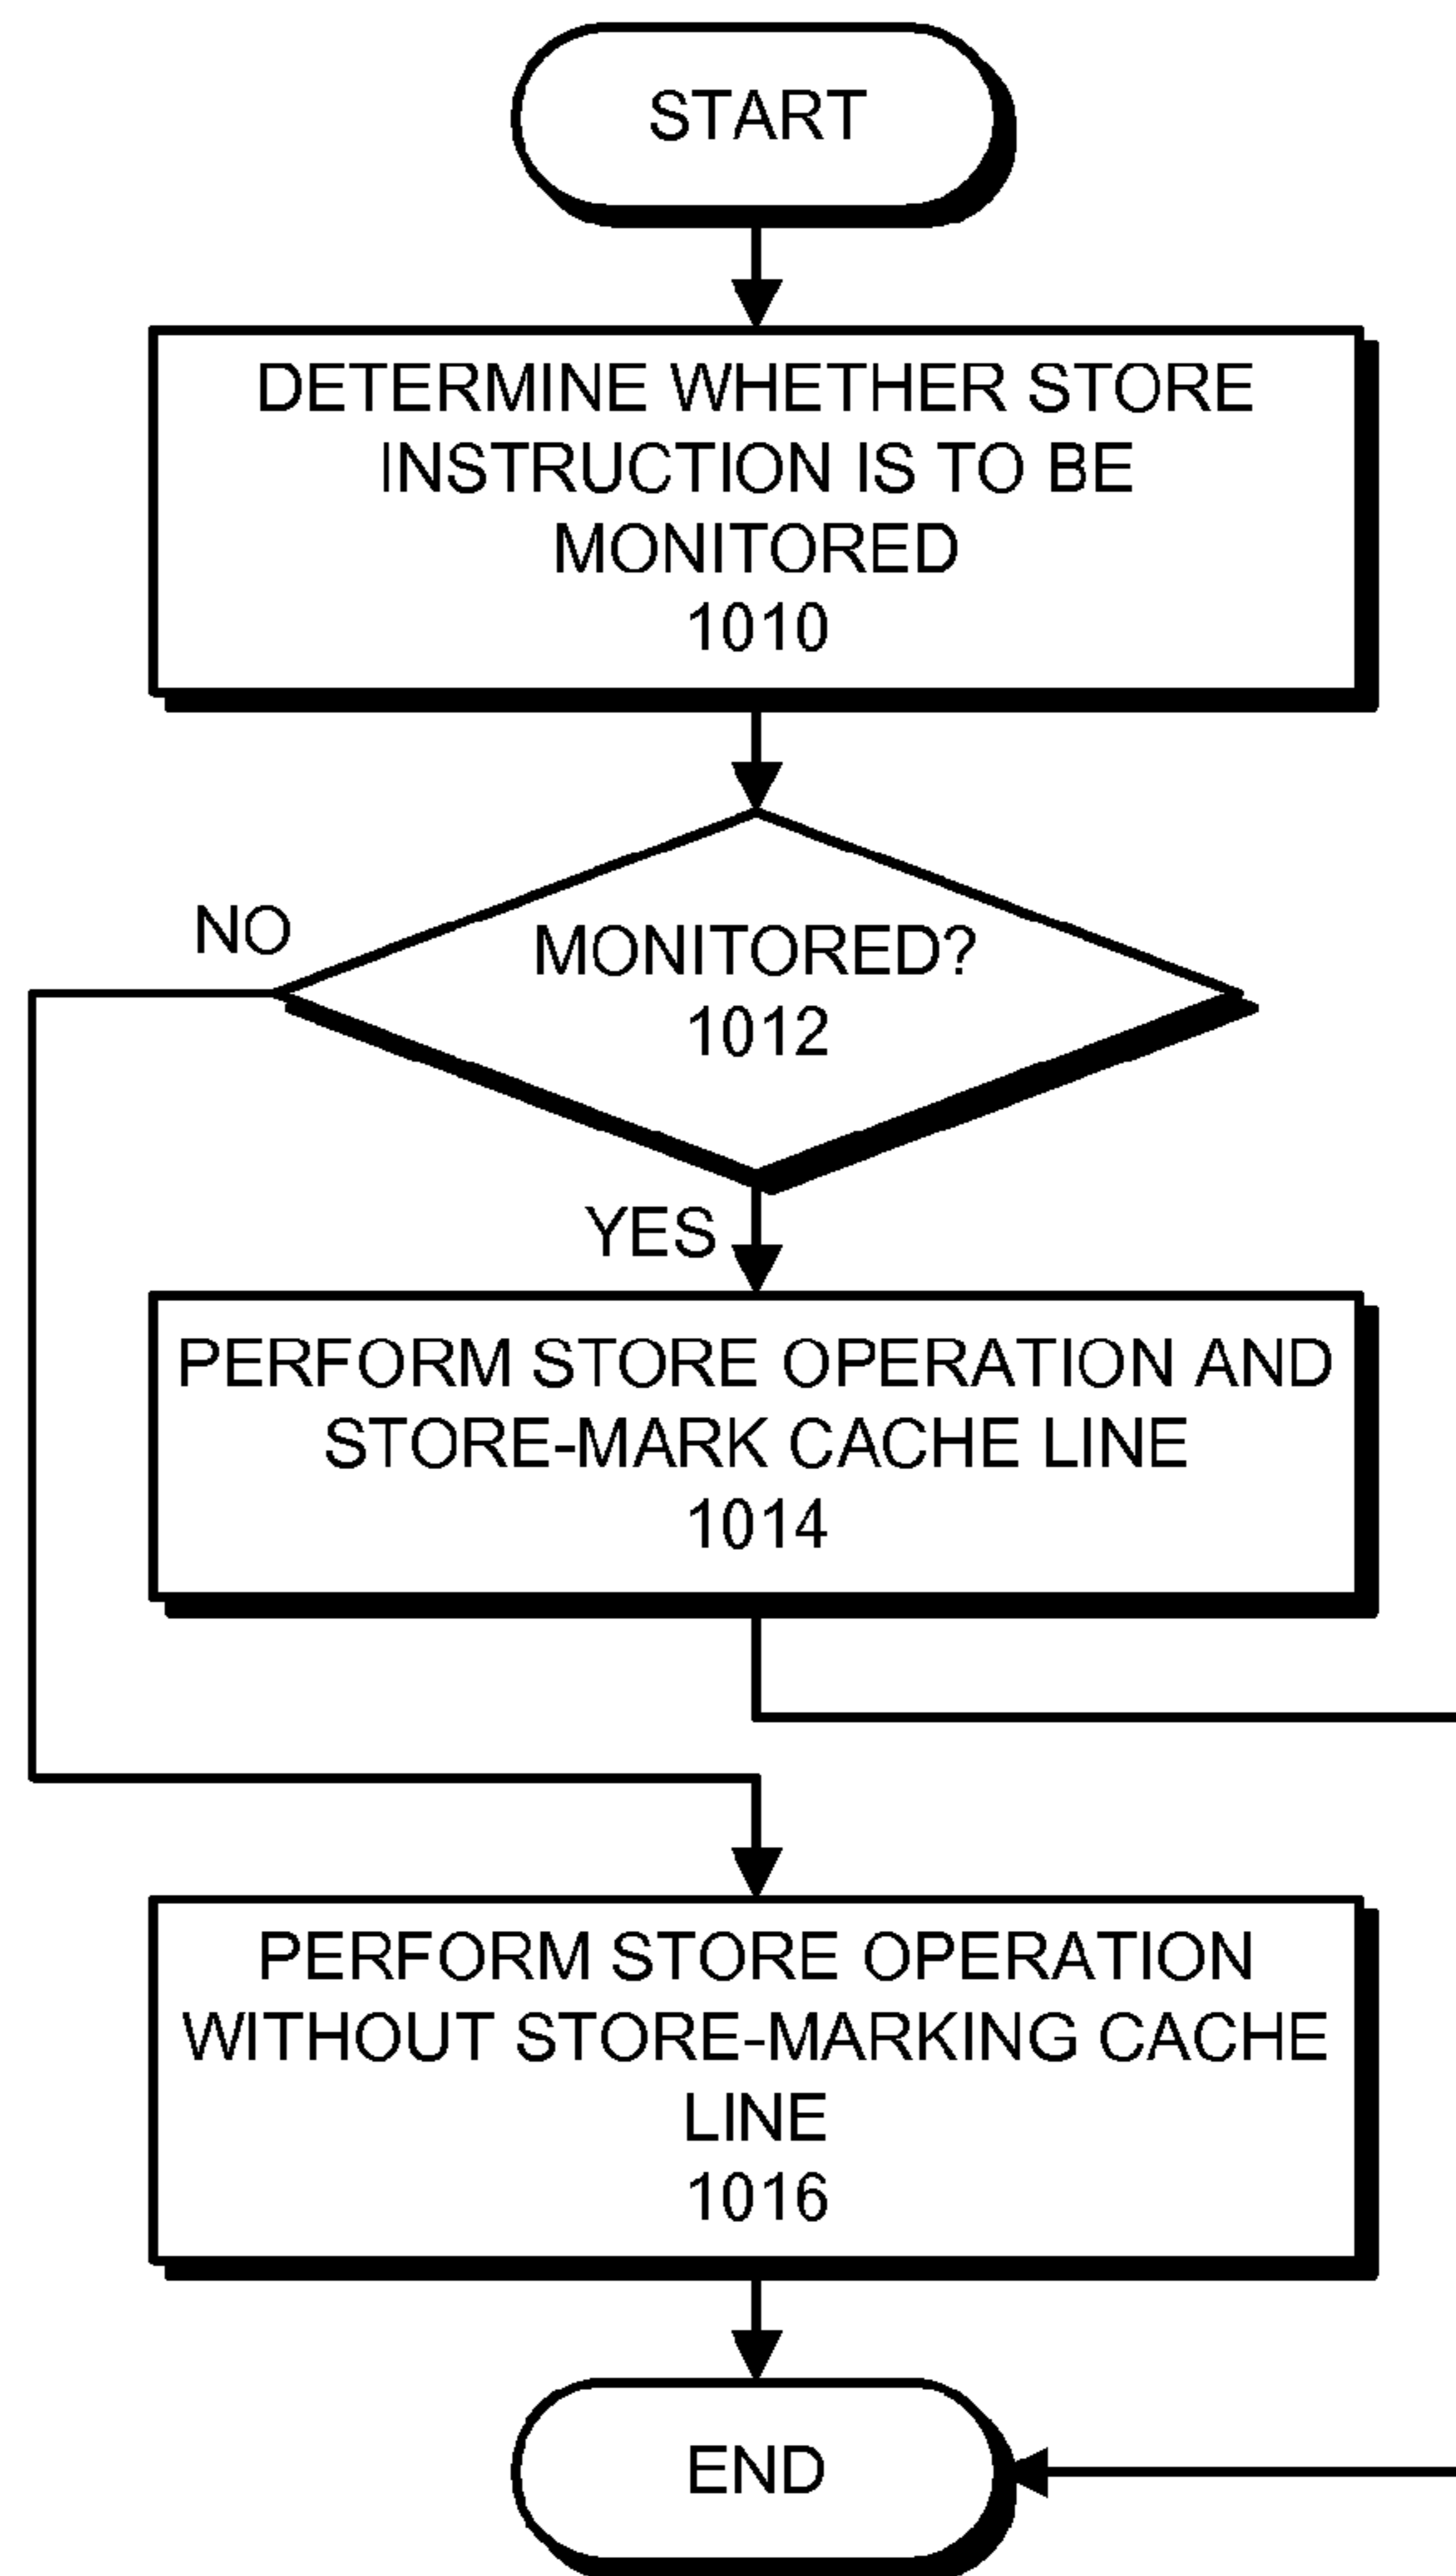 START
DETERMINE WHETHER STORE
INSTRUCTION IS TO BE
MONITORED
1010
NO
MONITORED?
1012
YES
PERFORM STORE OPERATION AND
STORE-MARK CACHE LINE
1014
PERFORM STORE OPERATION
WITHOUT STORE-MARKING CACHE
LINE
1016
END